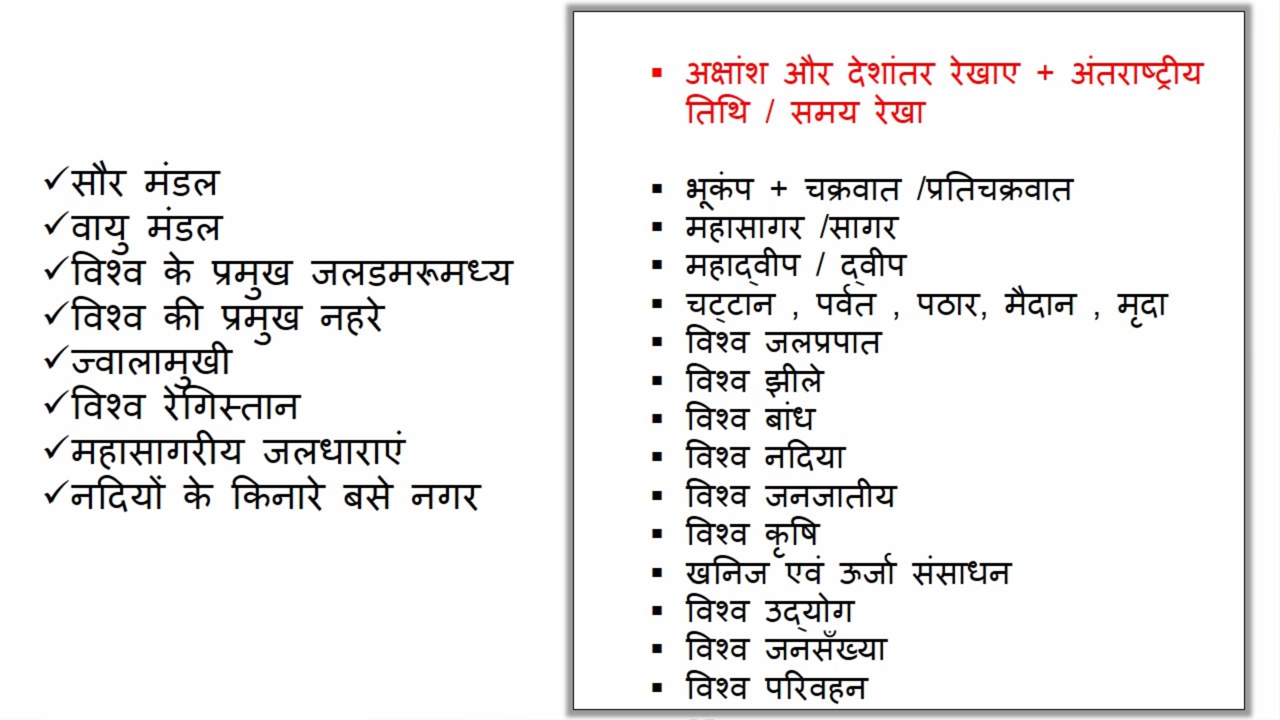 ✓सौर मंडल
✓वायु मंडल
✓विश्व के प्रमुख जलडमरूमध्य
✓विश्व की प्रमुख नहरे
✓ज्वालामुखी
✓विश्व रेगिस्तान
✓महासागरीय जलधाराएं
✓नदियों के किनारे बसे नगर
▪ अक्षांश और देशांतर रेखाए + अंतराष्ट्रीय
तिथि / समय रेखा
▪ भूकंप + चक्रवात /प्रतिचक्रवात
▪ महासागर /सागर
▪ महाद्वीप / द्वीप
▪ चट्टान , पर्वत , पठार, मैदान , मृदा
▪ विश्व जलप्रपात
▪ विश्व झीले
▪ विश्व बांध
▪ विश्व नदिया
▪ विश्व जनजातीय
▪ विश्व कृषि
▪ खनिज एवं ऊर्जा संसाधन
▪ विश्व उद्योग
▪ विश्व जनसँख्या
▪ विश्व परिवहन